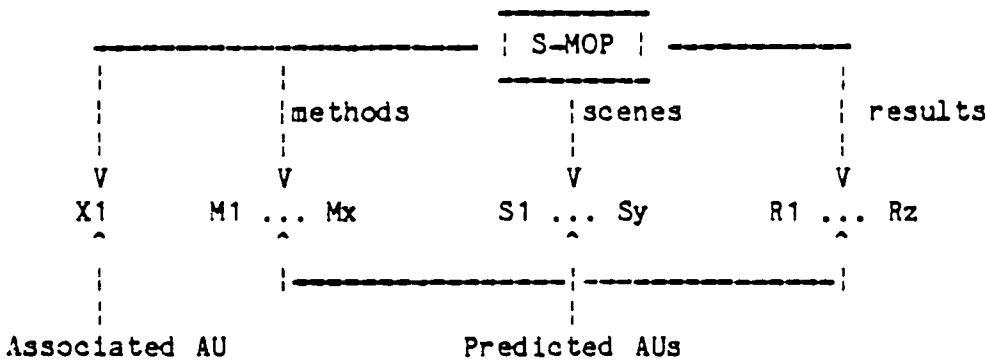 S-MOP
methods scenes results
X1 M1 ... Mx S1 ... Sy R1 ... Rz
Associated AU Predicted AUs